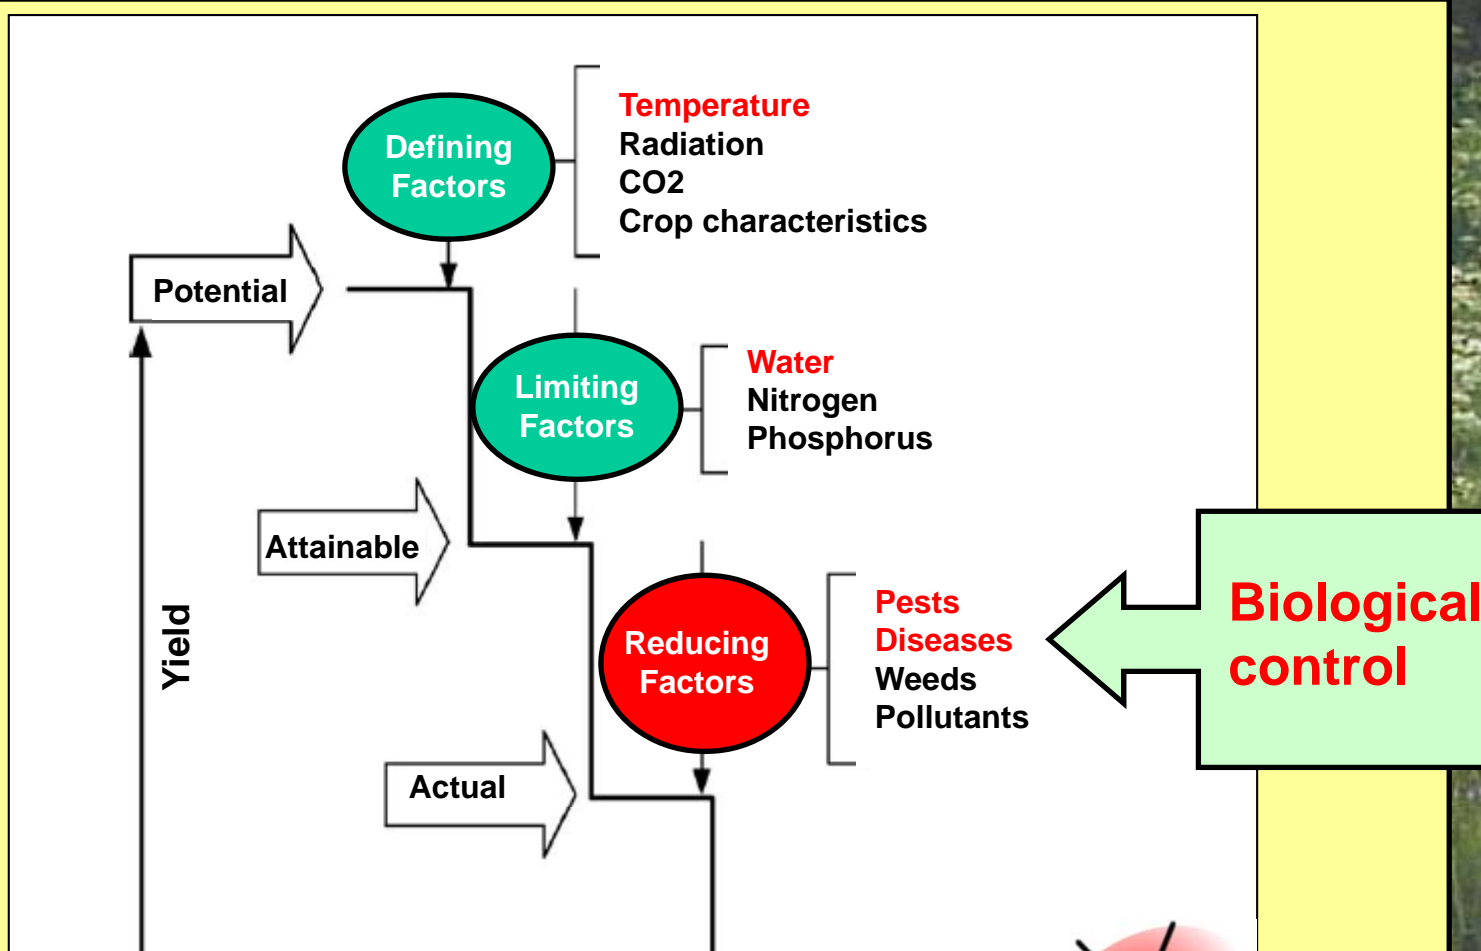 Defining
Factors
Temperature
Radiation
CO2
Crop characteristics
Potential
Limiting
Factors
Water
Nitrogen
Phosphorus
Attainable
Yield
Reducing
Factors
Pests
Diseases
Weeds
Pollutants
Biological
control
Actual